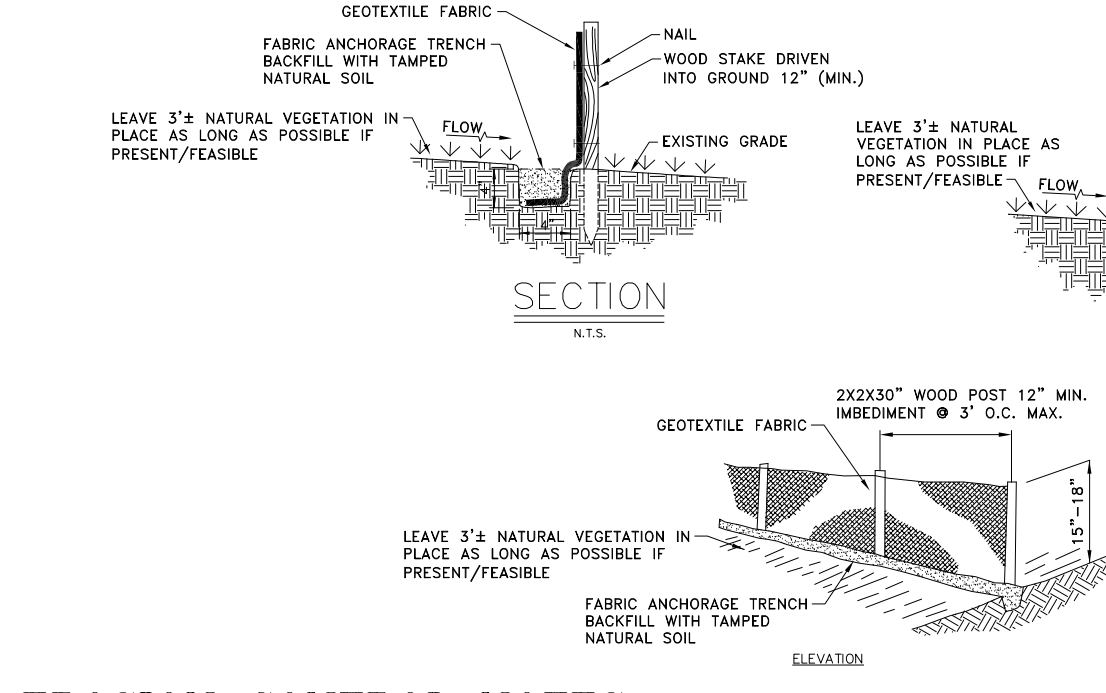 GEOTEXTILE FABRIC
FABRIC ANCHORAGE TRENCH
BACKFILL WITH TAMPED
NATURAL SOIL
NAIL
WOOD STAKE DRIVEN
INTO GROUND 12" (MIN.)
LEAVE 3'± NATURAL VEGETATION IN
PLACE AS LONG AS POSSIBLE IF
PRESENT/FEASIBLE
FLOW
EXISTING GRADE
4"
4"
SECTION
N.T.S.
LEAVE 3'± NATURAL
VEGETATION IN PLACE AS
LONG AS POSSIBLE IF
PRESENT/FEASIBLE
FLOW
2X2X30" WOOD POST 12" MIN.
IMBEDIMENT @ 3' O.C. MAX.
GEOTEXTILE FABRIC
15"-18"
LEAVE 3'± NATURAL VEGETATION IN
PLACE AS LONG AS POSSIBLE IF
PRESENT/FEASIBLE
FABRIC ANCHORAGE TRENCH
BACKFILL WITH TAMPED
NATURAL SOIL
ELEVATION